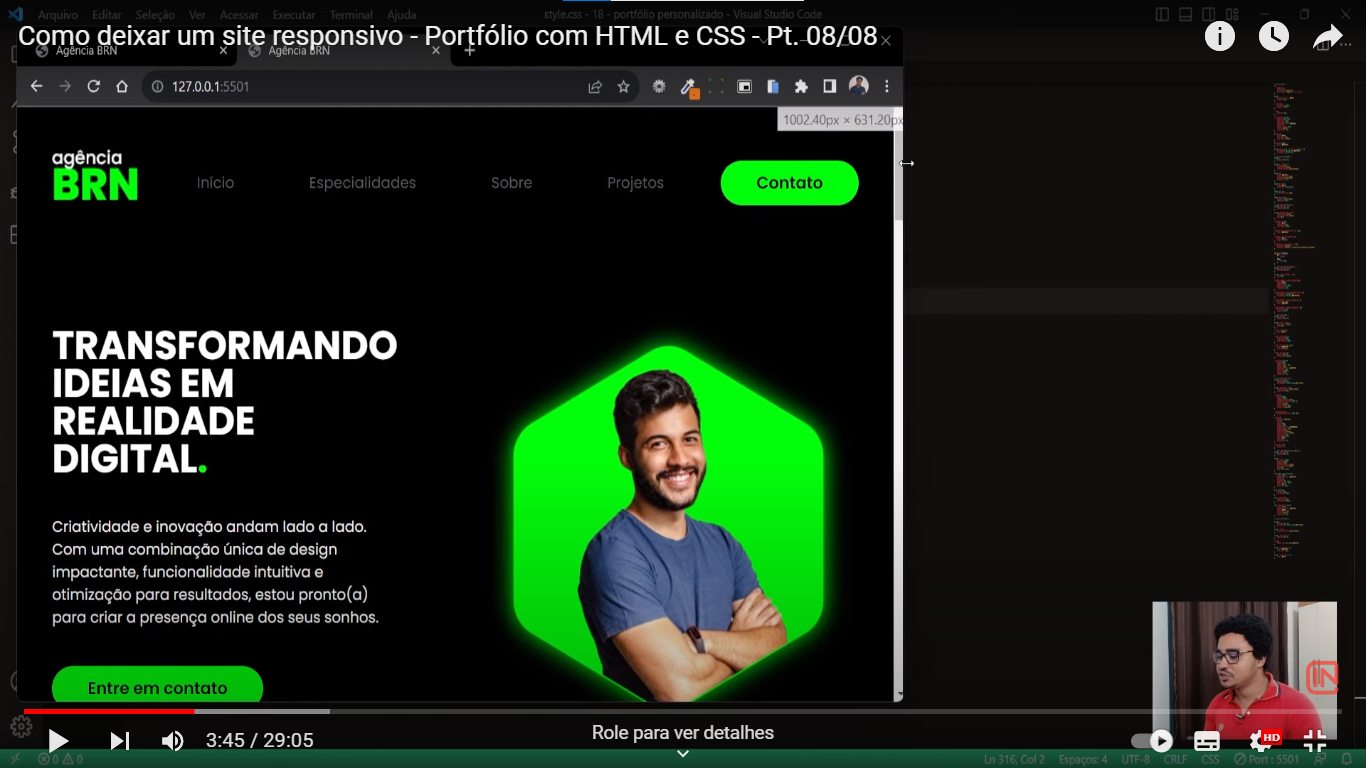 Arquivo Editar Seleção Ver Acessar Executar Terminal Ajuda
style.css - 18 - portfólio personalizado - Visual Studio Code
Como deixar um site responsivo - Portfólio com HTML e CSS - Pt. 08/08
Agência BRN
Agência BRN
127.0.0.1:5501
1002.40px × 631.20px
agência
BRN
Início
Especialidades
Sobre
Projetos
Contato
TRANSFORMANDO
IDEIAS EM
REALIDADE
DIGITAL.
Criatividade e inovação andam lado a lado.
Com uma combinação única de design
impactante, funcionalidade intuitiva e
otimização para resultados, estou pronto(a)
para criar a presença online dos seus sonhos.
Entre em contato
3:45 / 29:05
Role para ver detalhes
HD
0 0
Ln 316, Col 2 Espaços: 4 UTF-8 CRLF CSS Port : 5501